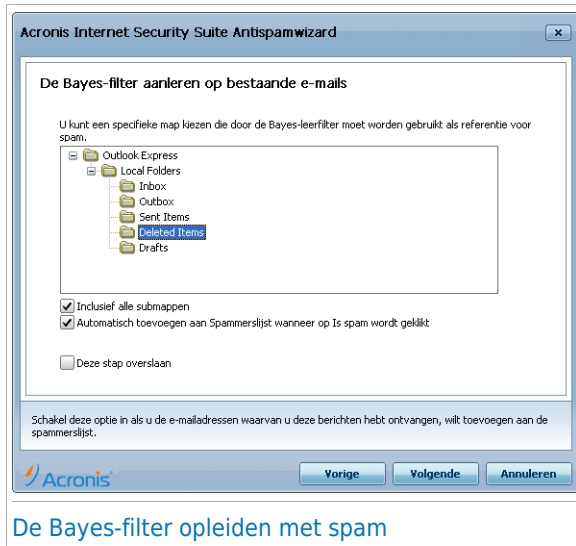 Acronis Internet Security Suite Antispamwizard
De Bayes-filter aanleren op bestaande e-mails
U kunt een specifieke map kiezen die door de Bayes-leerfilter moet worden gebruikt als referentie voor
spam.
Outlook Express
Local Folders
Inbox
Outbox
Sent Items
Deleted Items
Drafts
Inclusief alle submappen
Automatisch toevoegen aan Spammerslijst wanneer op Is spam wordt geklikt
Deze stap overslaan
Schakel deze optie in als u de e-mailadressen waarvan u deze berichten hebt ontvangen, wilt toevoegen aan de
spammerslijst.
Acronis
Vorige Volgende Annuleren
De Bayes-filter opleiden met spam